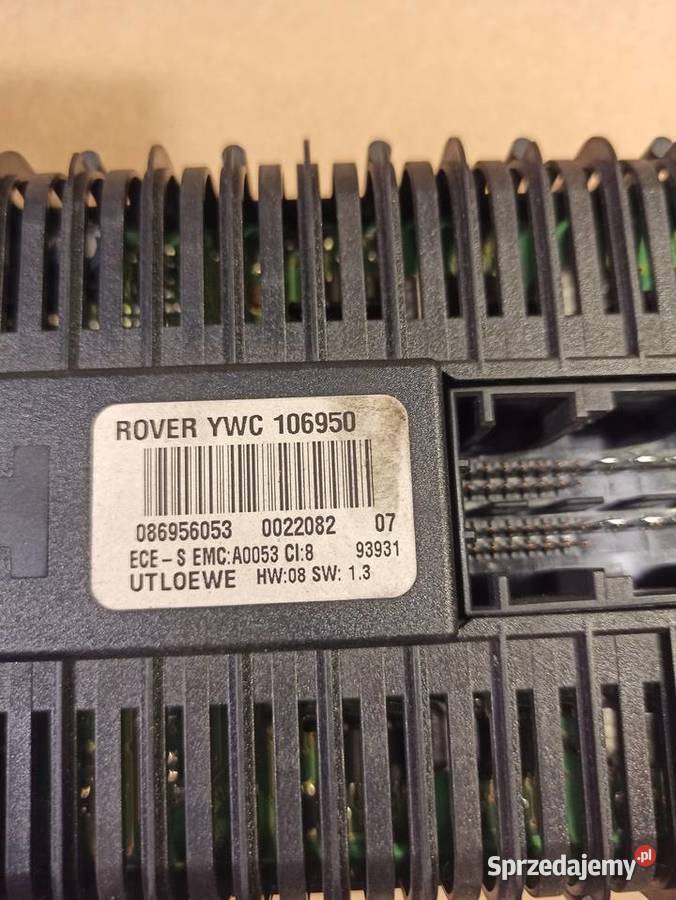 ROVER YWC 106950
086956053 0022082 07
ECE-S EMC:A0053 CI:8 93931
UTLOEWE HW:08 SW: 1.3
Sprzedajemy.pl